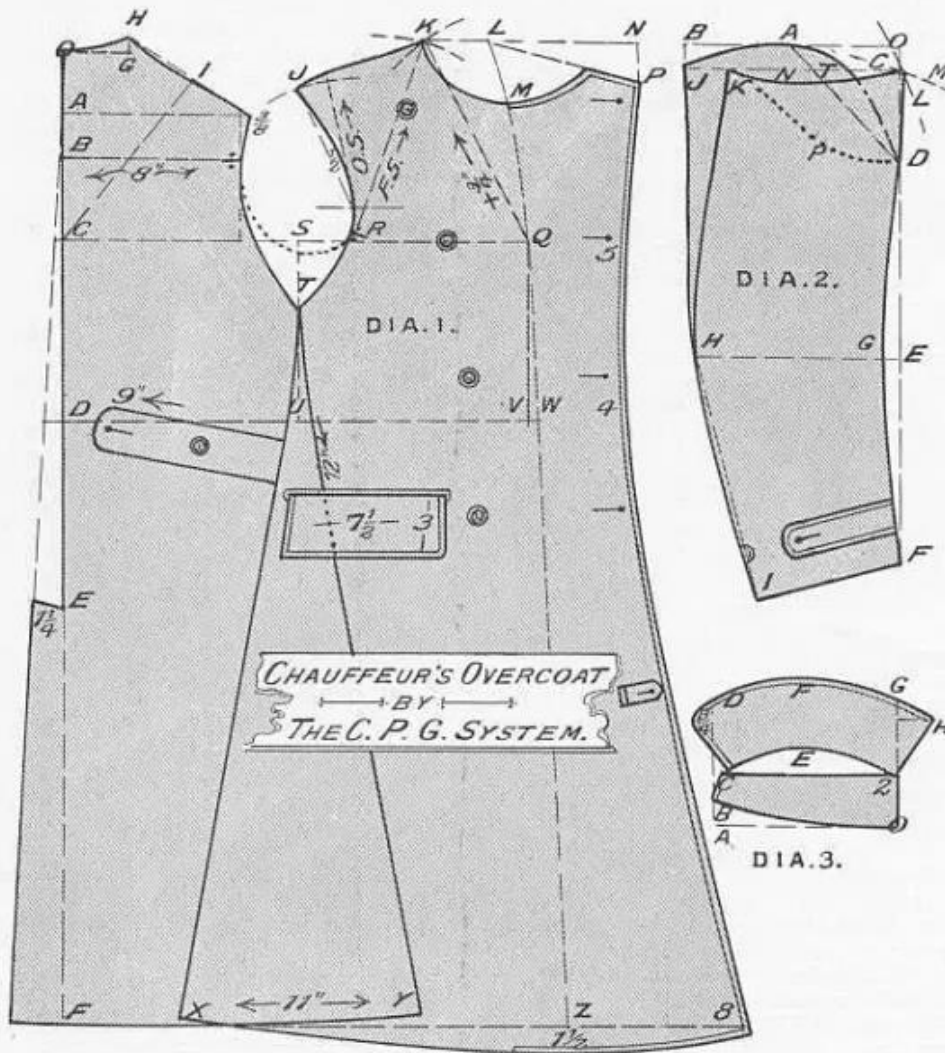 H
O
G
I
A
B
8"
C
D
9"
E
1 1/4
F
J
K
L
N
M
P
O.S.
F.S.
S
R
Q
T
5
DIA.1.
U
V
W
4
12"
7 1/2
3
CHAUFFEUR'S OVERCOAT
BY
THE C. P. G. SYSTEM.
X
11"
Y
Z
8
1 1/2
B
A
O
J
K
N
T
C
M
L
P
D
DIA.2.
H
G
E
I
F
D
F
G
H
E
C
2
B
A
O
DIA.3.